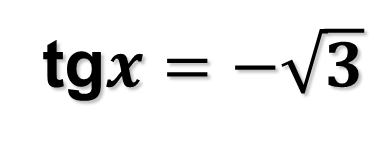 tgx = −√3